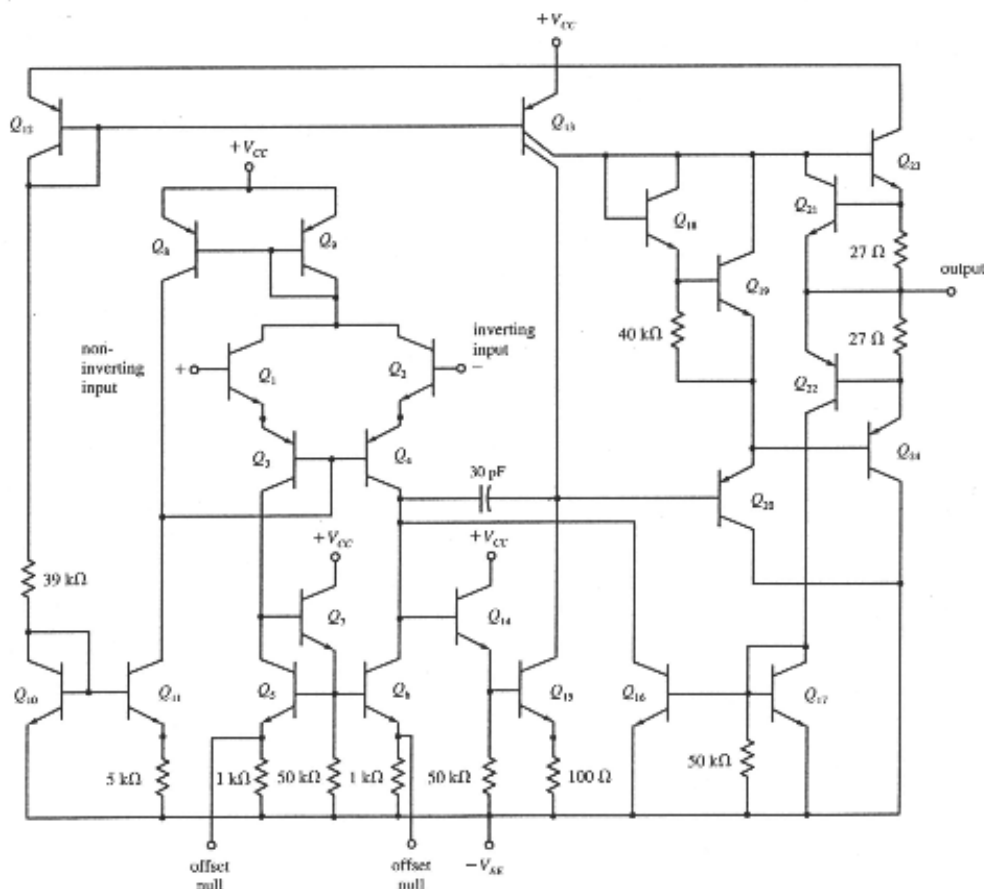 +V_CC
Q_12
Q_13
+V_CC
Q_23
Q_18
Q_21
Q_8
Q_9
27 Ω
output
Q_19
inverting
input
non-
inverting
input
+
−
40 kΩ
27 Ω
Q_1
Q_2
Q_22
Q_3
Q_4
30 pF
Q_24
Q_20
+V_CC
+V_CC
39 kΩ
Q_7
Q_14
Q_10
Q_11
Q_5
Q_6
Q_15
Q_16
Q_17
5 kΩ
1 kΩ
50 kΩ
1 kΩ
50 kΩ
100 Ω
50 kΩ
offset
null
offset
null